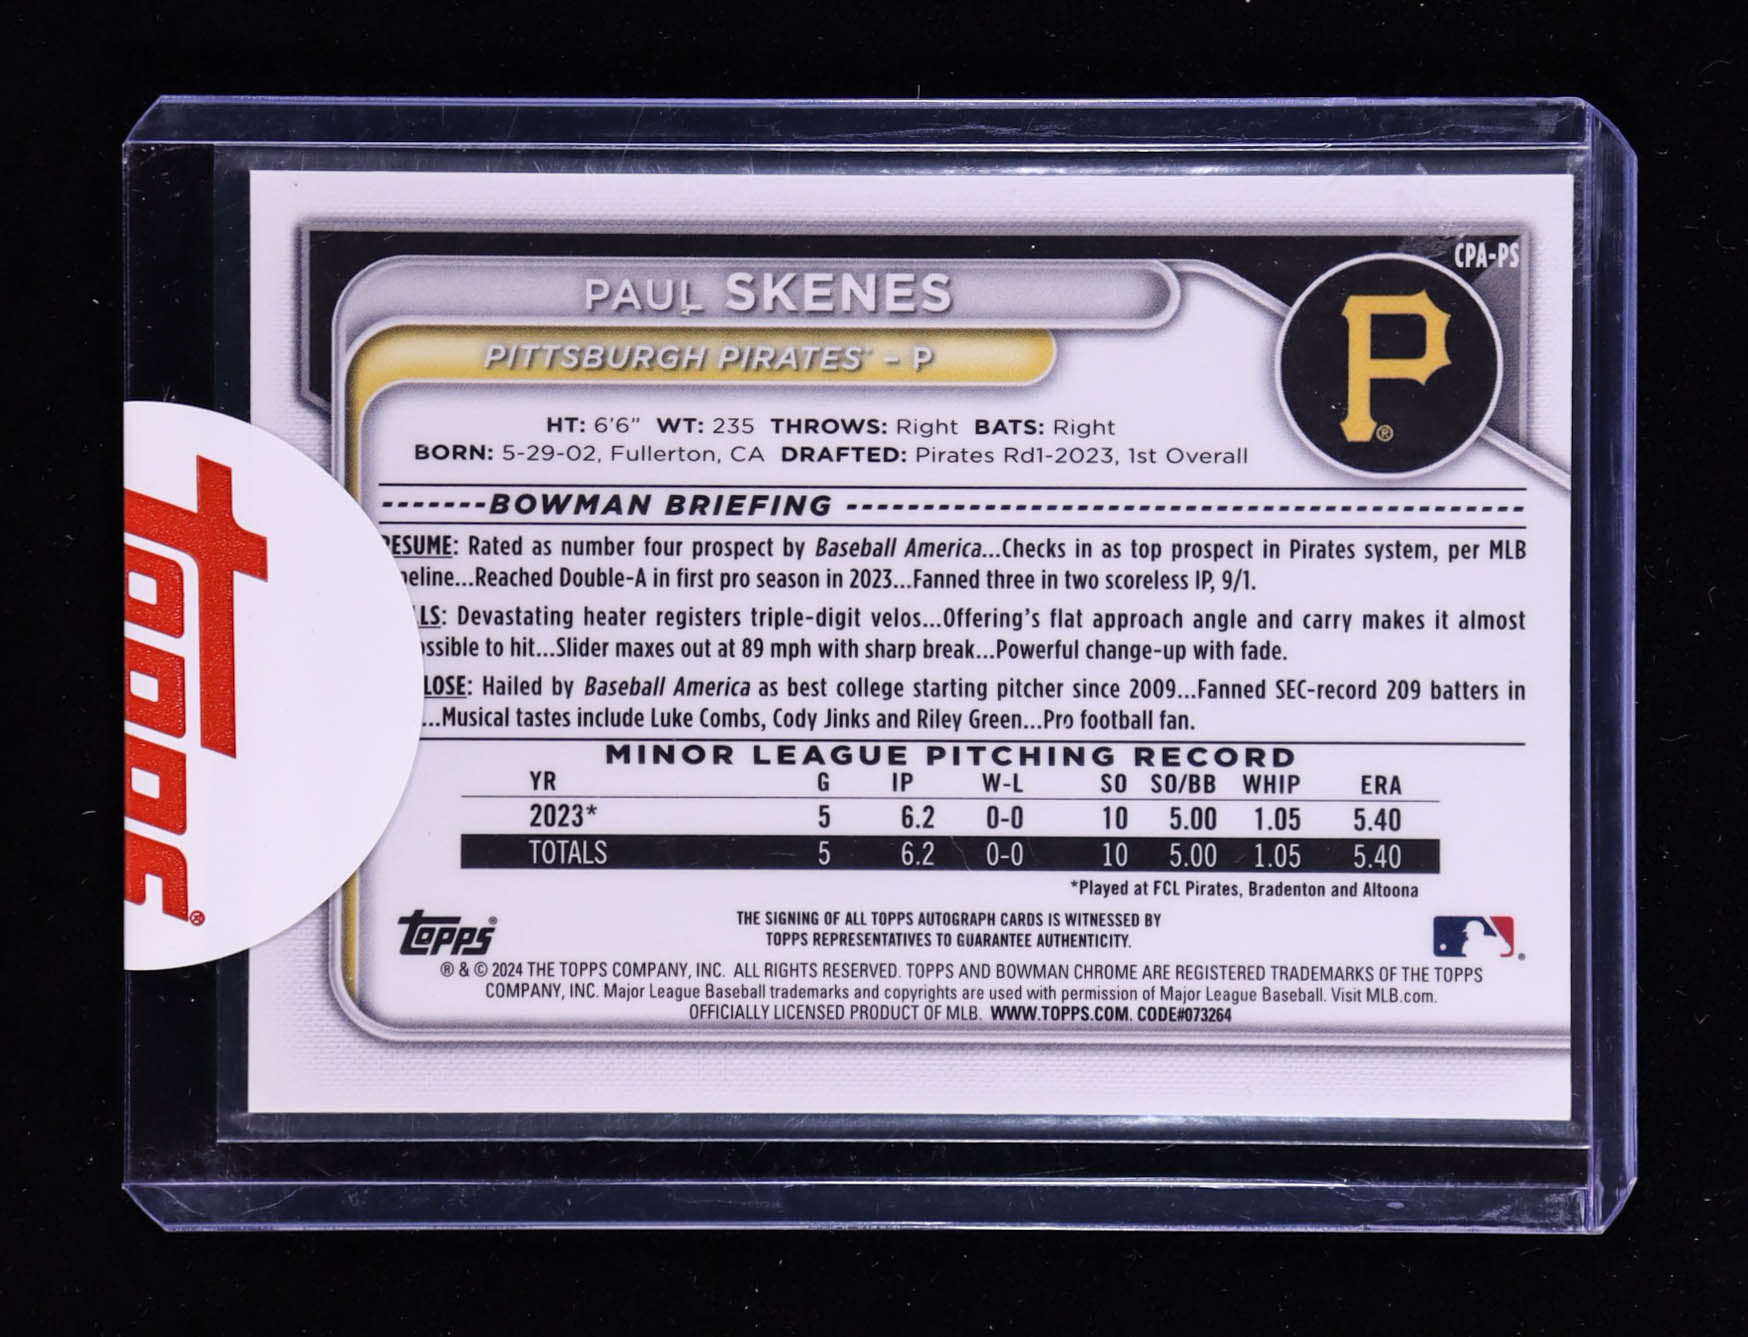 CPA-PS
PAUL SKENES
PITTSBURGH PIRATES™ - P
P®
HT: 6'6" WT: 235 THROWS: Right BATS: Right
BORN: 5-29-02, Fullerton, CA DRAFTED: Pirates Rd1-2023, 1st Overall
-------BOWMAN BRIEFING
ESUME: Rated as number four prospect by Baseball America...Checks in as top prospect in Pirates system, per MLB
eline...Reached Double-A in first pro season in 2023...Fanned three in two scoreless IP, 9/1.
LS: Devastating heater registers triple-digit velos...Offering's flat approach angle and carry makes it almost
ssible to hit...Slider maxes out at 89 mph with sharp break...Powerful change-up with fade.
LOSE: Hailed by Baseball America as best college starting pitcher since 2009...Fanned SEC-record 209 batters in
...Musical tastes include Luke Combs, Cody Jinks and Riley Green...Pro football fan.
MINOR LEAGUE PITCHING RECORD
YR G IP W-L SO SO/BB WHIP ERA
2023* 5 6.2 0-0 10 5.00 1.05 5.40
TOTALS 5 6.2 0-0 10 5.00 1.05 5.40
*Played at FCL Pirates, Bradenton and Altoona
topps®
topps®
THE SIGNING OF ALL TOPPS AUTOGRAPH CARDS IS WITNESSED BY
TOPPS REPRESENTATIVES TO GUARANTEE AUTHENTICITY.
® & © 2024 THE TOPPS COMPANY, INC. ALL RIGHTS RESERVED. TOPPS AND BOWMAN CHROME ARE REGISTERED TRADEMARKS OF THE TOPPS
COMPANY, INC. Major League Baseball trademarks and copyrights are used with permission of Major League Baseball. Visit MLB.com.
OFFICIALLY LICENSED PRODUCT OF MLB. WWW.TOPPS.COM. CODE#073264